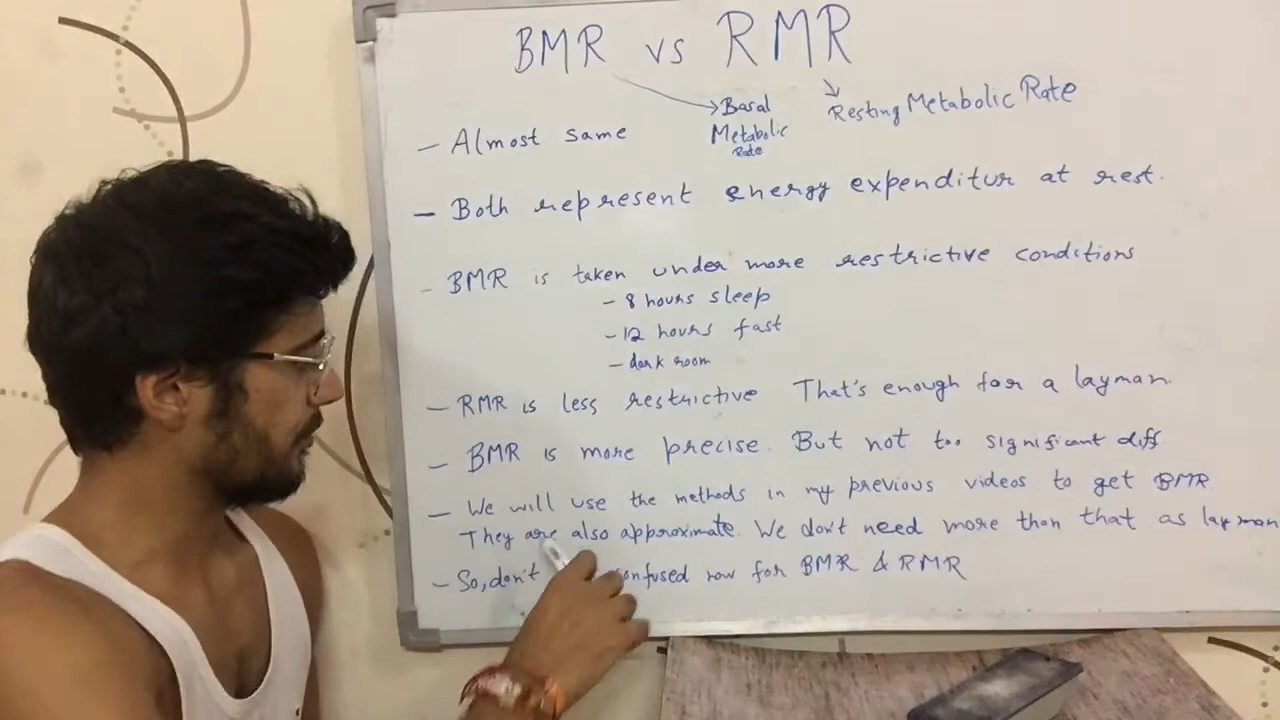 BMR vs RMR
Basal
Metabolic
Rate
Resting Metabolic Rate
- Almost same
- Both represent energy expenditur at rest.
- BMR is taken under more restrictive conditions
- 8 hours sleep
- 12 hours fast
- dark room
- RMR is less restrictive That's enough for a layman.
- BMR is more precise. But not too significant diff.
- We will use the methods in my previous videos to get BMR
They are also approximate. We don't need more than that as layman
- So, don't confused now for BMR & RMR